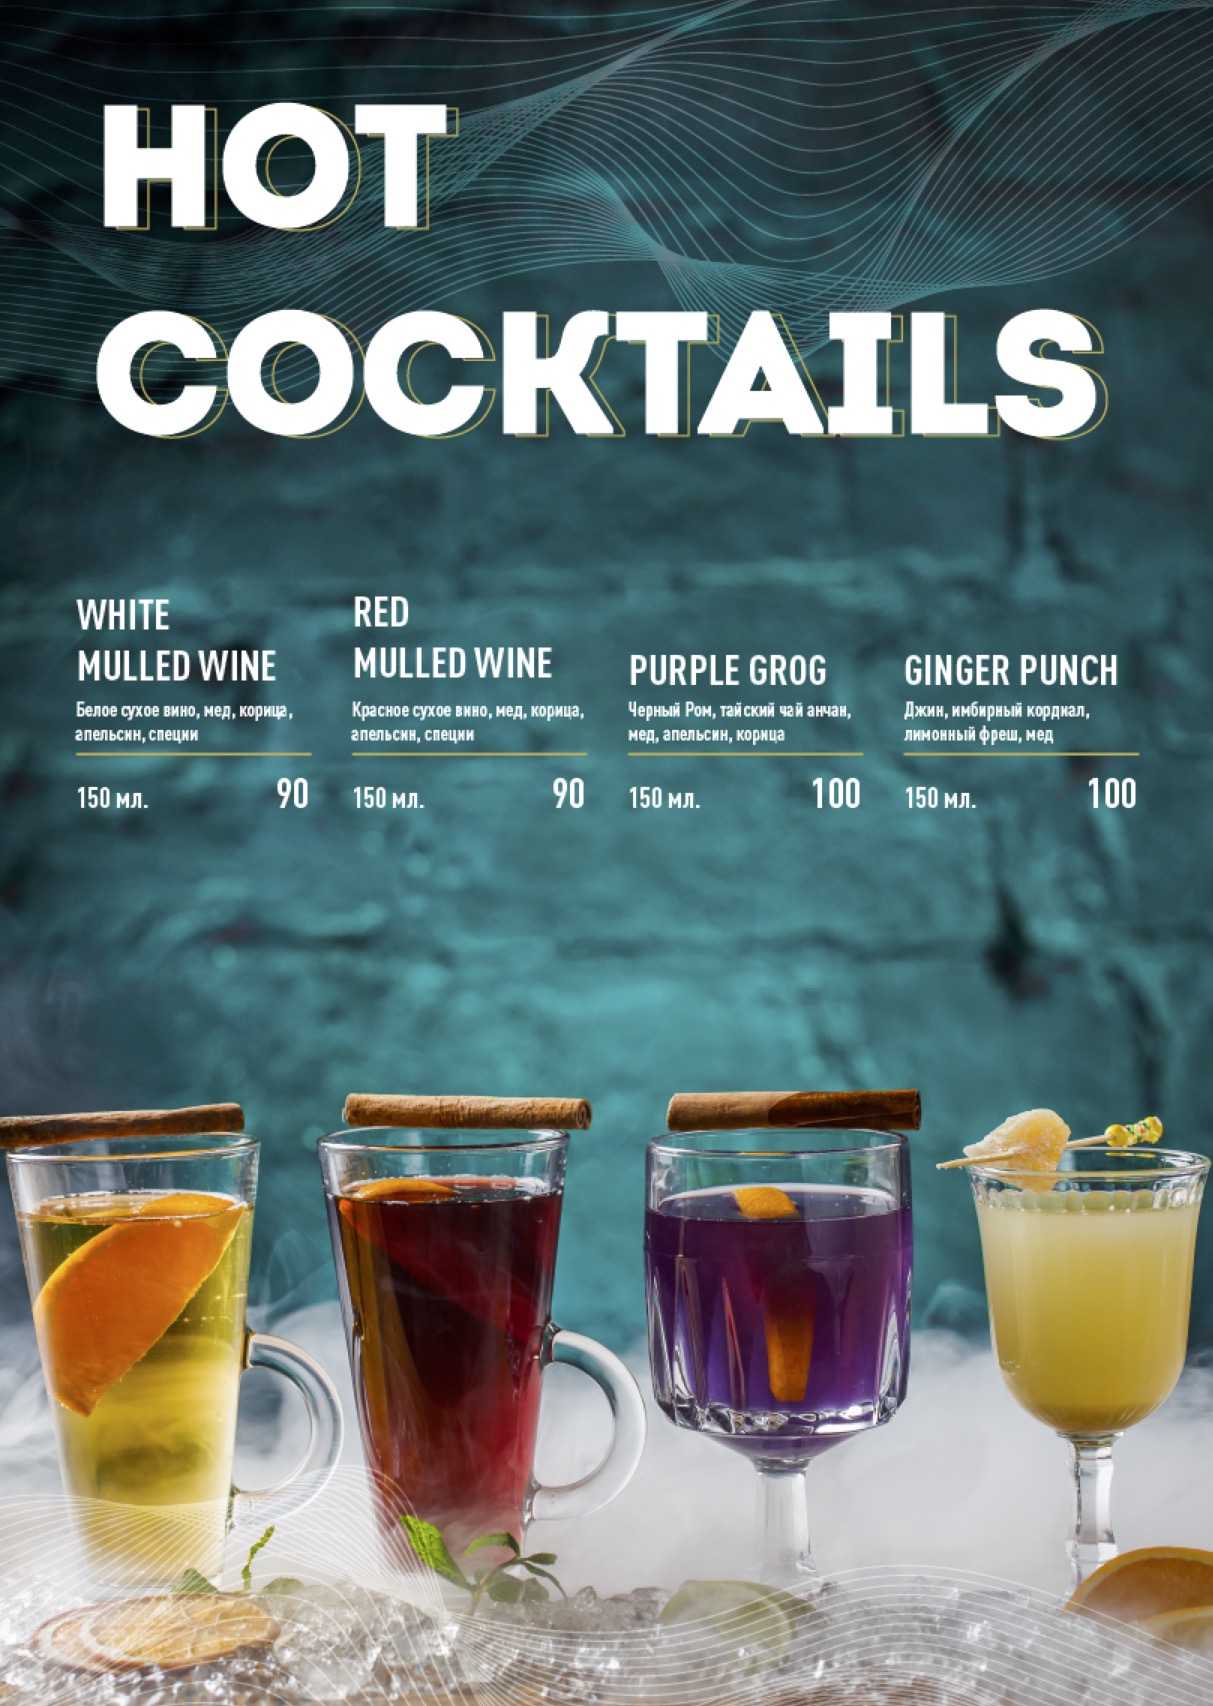 HOT
COCKTAILS
WHITE
MULLED WINE
Белое сухое вино, мед, корица,
апельсин, специи
150 мл. 90
RED
MULLED WINE
Красное сухое вино, мед, корица,
апельсин, специи
150 мл. 90
PURPLE GROG
Черный Ром, тайский чай анчан,
мед, апельсин, корица
150 мл. 100
GINGER PUNCH
Джин, имбирный кордиал,
лимонный фреш, мед
150 мл. 100